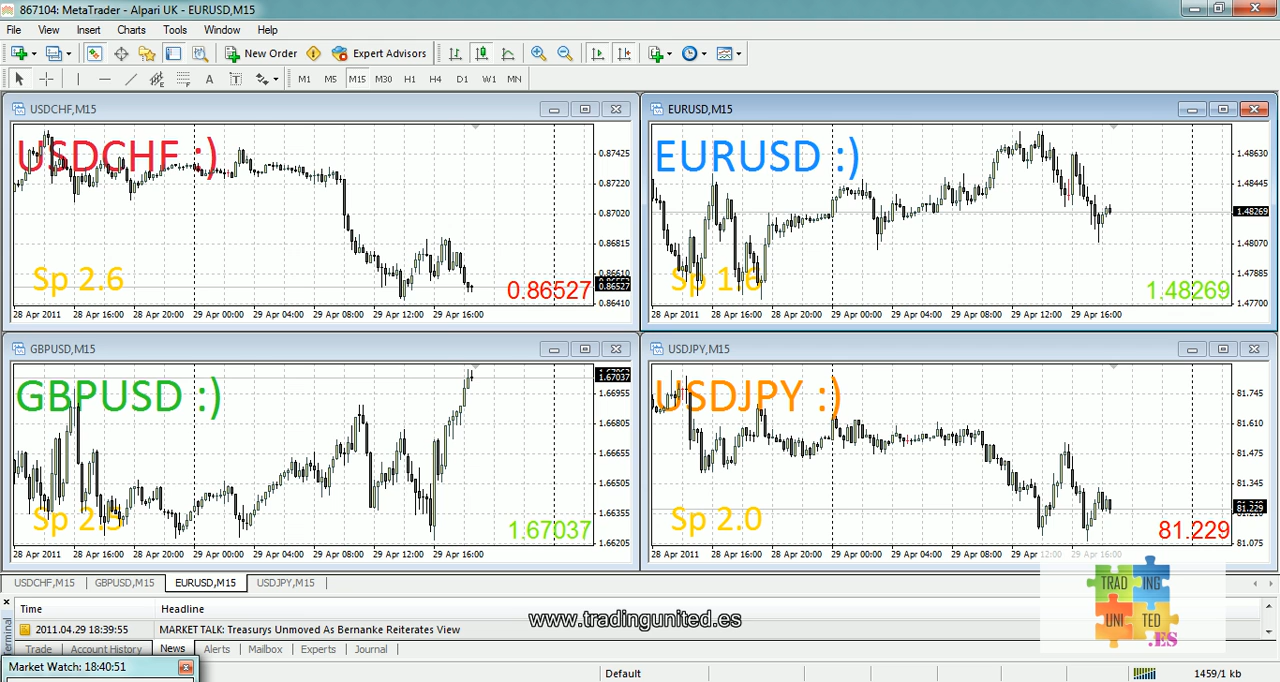 867104: MetaTrader - Alpari UK - EURUSD,M15
File View Insert Charts Tools Window Help
New Order Expert Advisors
A T M1 M5 M15 M30 H1 H4 D1 W1 MN
USDCHF,M15
USDCHF :)
Sp 2.6
0.86527
0.87425
0.87220
0.87020
0.86815
0.86610
0.86527
0.86410
28 Apr 2011 28 Apr 16:00 28 Apr 20:00 29 Apr 00:00 29 Apr 04:00 29 Apr 08:00 29 Apr 12:00 29 Apr 16:00
EURUSD,M15
EURUSD :)
Sp 1.6
1.48269
1.48630
1.48445
1.48269
1.48070
1.47885
1.47700
28 Apr 2011 28 Apr 16:00 28 Apr 20:00 29 Apr 00:00 29 Apr 04:00 29 Apr 08:00 29 Apr 12:00 29 Apr 16:00
GBPUSD,M15
GBPUSD :)
Sp 2.5
1.67037
1.67037
1.66955
1.66805
1.66655
1.66505
1.66355
1.66205
28 Apr 2011 28 Apr 16:00 28 Apr 20:00 29 Apr 00:00 29 Apr 04:00 29 Apr 08:00 29 Apr 12:00 29 Apr 16:00
USDJPY,M15
USDJPY :)
Sp 2.0
81.229
81.745
81.610
81.475
81.345
81.229
81.210
81.075
28 Apr 2011 28 Apr 16:00 28 Apr 20:00 29 Apr 00:00 29 Apr 04:00 29 Apr 08:00 29 Apr 12:00 29 Apr 16:00
USDCHF,M15 GBPUSD,M15 EURUSD,M15 USDJPY,M15
Time Headline
2011.04.29 18:39:55 MARKET TALK: Treasurys Unmoved As Bernanke Reiterates View
www.tradingunited.es
TRAD ING
UNI TED
.ES
Trade Account History News Alerts Mailbox Experts Journal
Market Watch: 18:40:51
Default
1459/1 kb